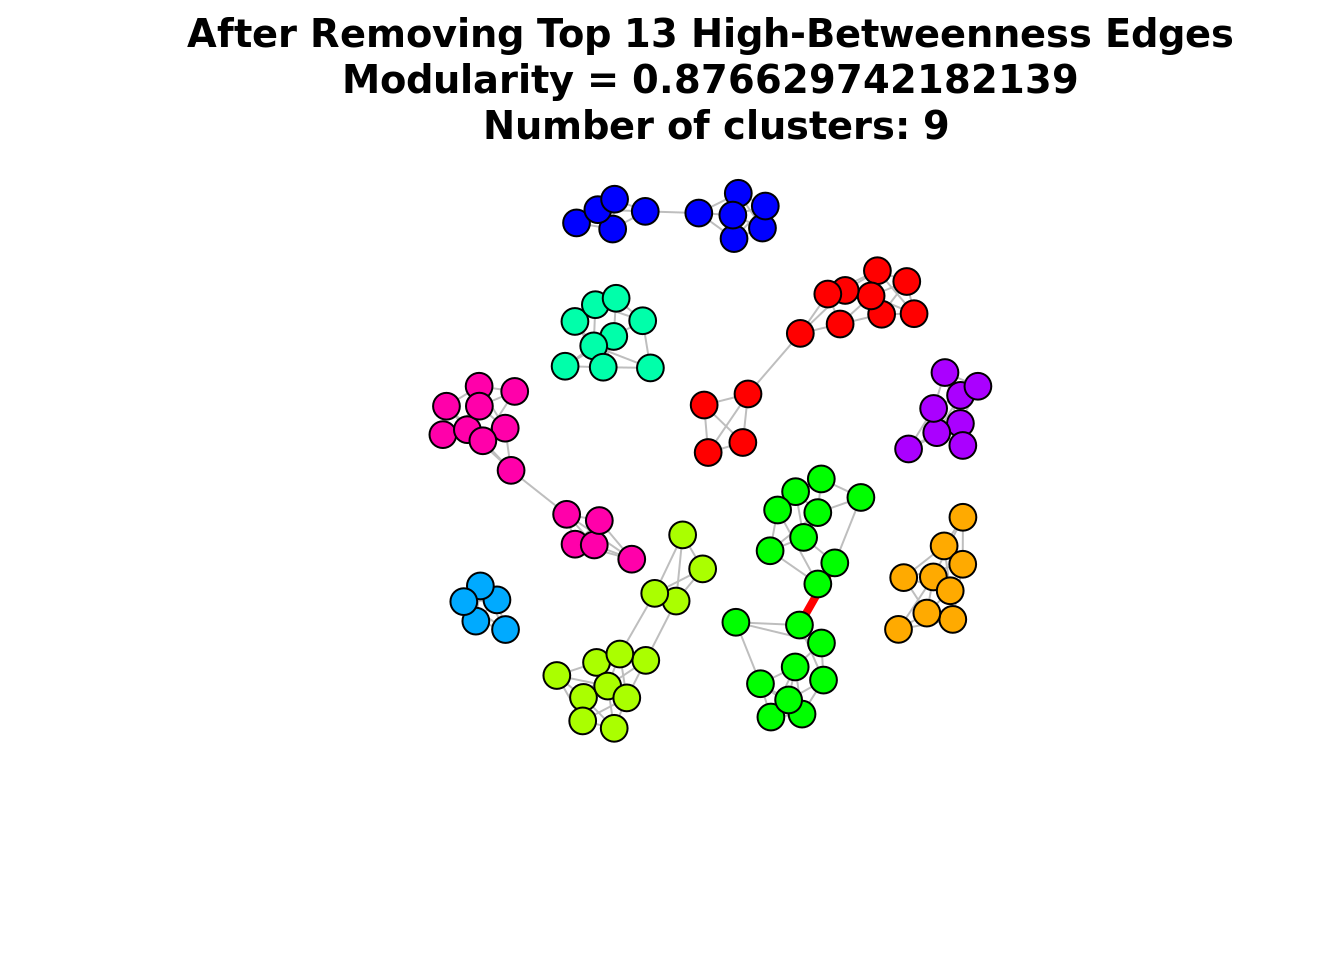 After Removing Top 13 High-Betweenness Edges
Modularity = 0.876629742182139
Number of clusters: 9